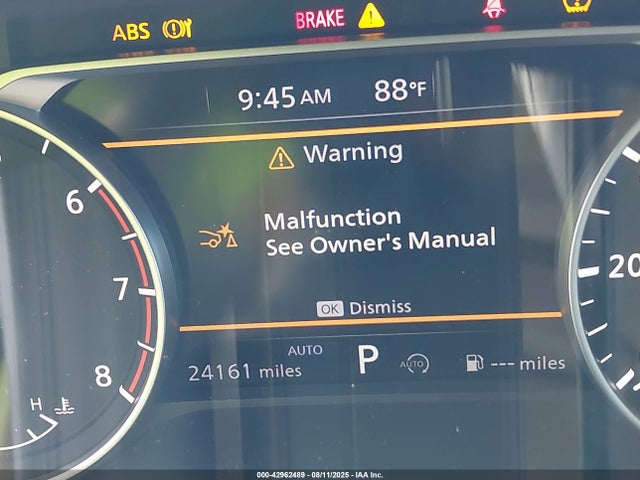 ABS
BRAKE
9:45 AM 88°F
Warning
Malfunction
See Owner's Manual
OK Dismiss
6
7
8
H
20
AUTO
24161 miles P AUTO --- miles
000-42962489 - 08/11/2025 - IAA Inc.